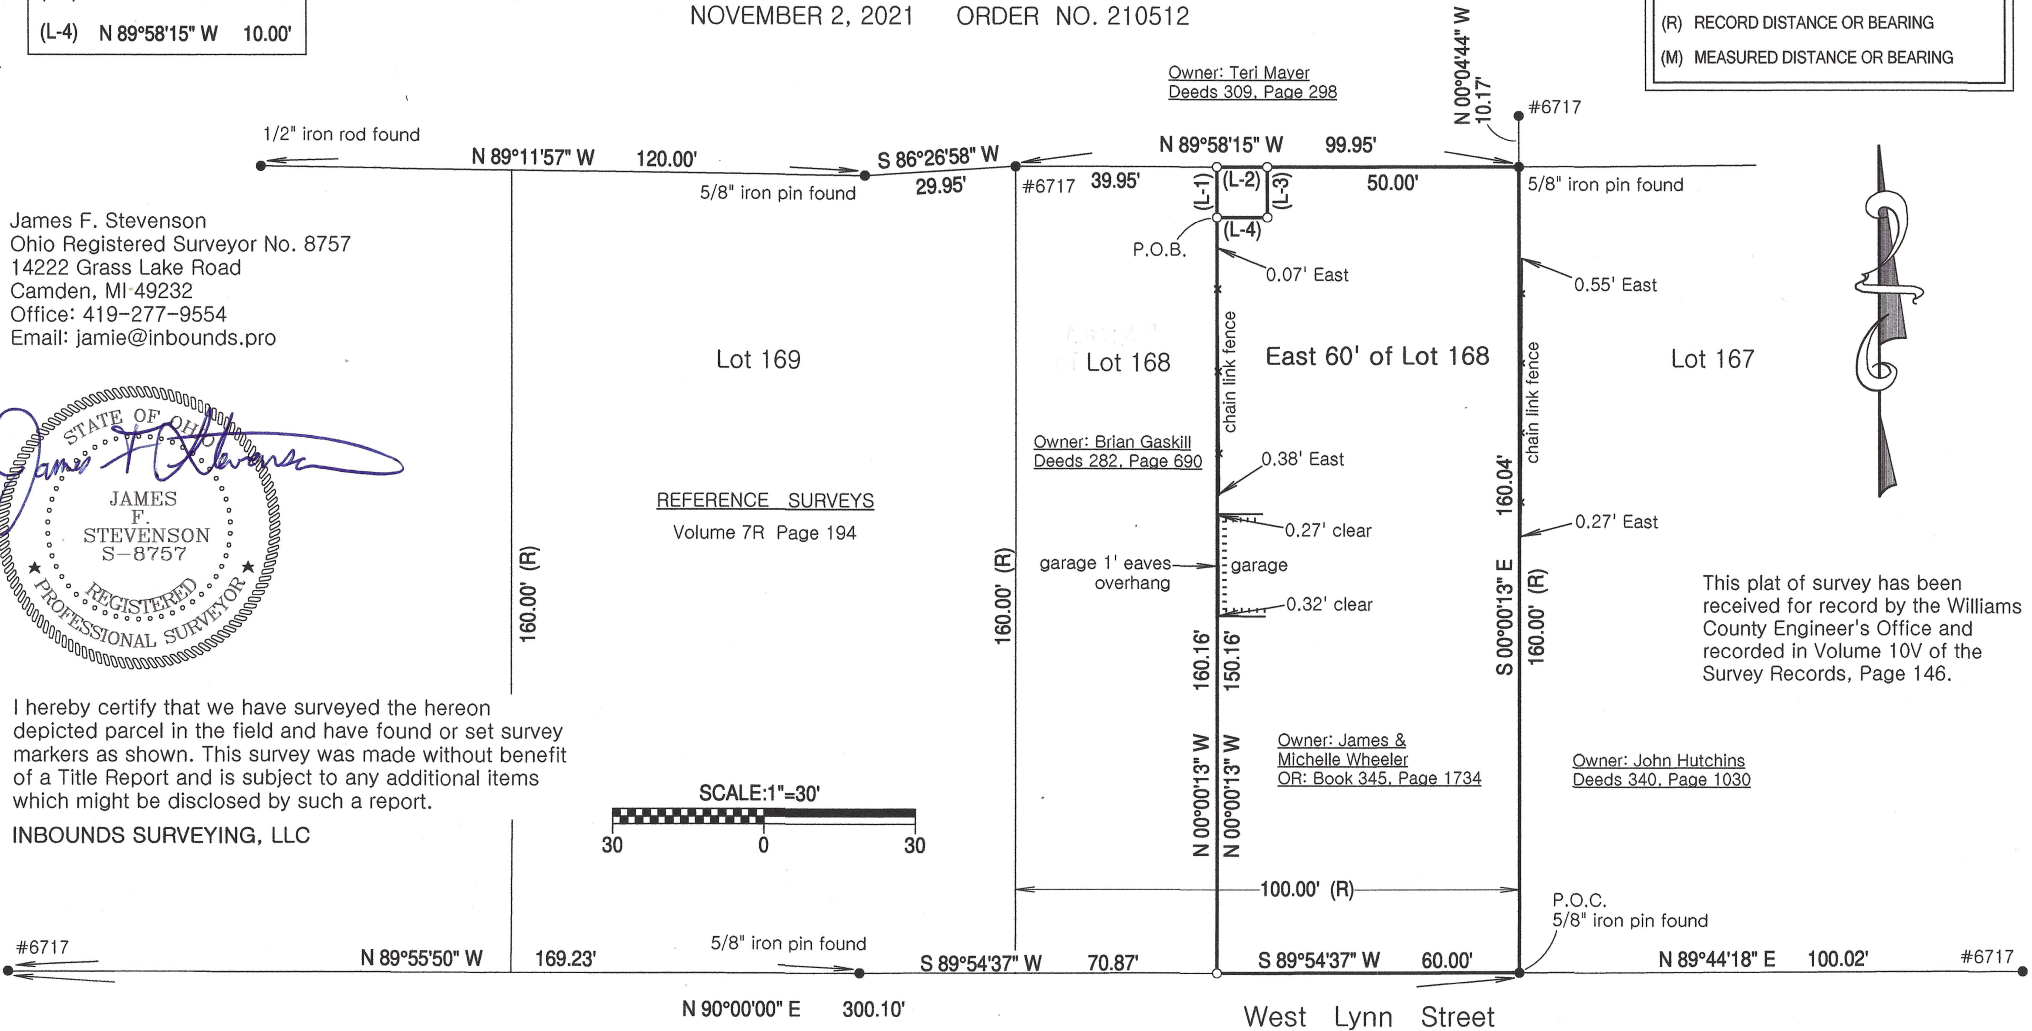 (L-4) N 89°58'15" W 10.00'
NOVEMBER 2, 2021 ORDER NO. 210512
(R) RECORD DISTANCE OR BEARING
(M) MEASURED DISTANCE OR BEARING
Owner: Teri Mayer
Deeds 309, Page 298
N 00°04'44" W
10.17'
#6717
1/2" iron rod found
N 89°11'57" W 120.00'
S 86°26'58" W
29.95'
N 89°58'15" W 99.95'
5/8" iron pin found
#6717
39.95'
(L-1)
(L-2)
(L-3)
50.00'
5/8" iron pin found
(L-4)
P.O.B.
James F. Stevenson
Ohio Registered Surveyor No. 8757
14222 Grass Lake Road
Camden, MI 49232
Office: 419-277-9554
Email: jamie@inbounds.pro
0.07' East
0.55' East
Lot 169
Lot 168
chain link fence
East 60' of Lot 168
chain link fence
Lot 167
STATE OF OHIO
James F Stevenson
JAMES
F.
STEVENSON
S-8757
REGISTERED
PROFESSIONAL SURVEYOR
Owner: Brian Gaskill
Deeds 282, Page 690
0.38' East
REFERENCE SURVEYS
Volume 7R Page 194
0.27' clear
0.27' East
160.00' (R)
160.00' (R)
garage 1' eaves
overhang
garage
0.32' clear
N 00°00'13" W 160.16'
N 00°00'13" W 150.16'
S 00°00'13" E 160.04'
160.00' (R)
This plat of survey has been
received for record by the Williams
County Engineer's Office and
recorded in Volume 10V of the
Survey Records, Page 146.
I hereby certify that we have surveyed the hereon
depicted parcel in the field and have found or set survey
markers as shown. This survey was made without benefit
of a Title Report and is subject to any additional items
which might be disclosed by such a report.
INBOUNDS SURVEYING, LLC
Owner: James &
Michelle Wheeler
OR: Book 345, Page 1734
Owner: John Hutchins
Deeds 340, Page 1030
SCALE:1"=30'
30 0 30
100.00' (R)
P.O.C.
5/8" iron pin found
#6717
N 89°55'50" W 169.23'
5/8" iron pin found
S 89°54'37" W 70.87'
S 89°54'37" W 60.00'
N 89°44'18" E 100.02'
#6717
N 90°00'00" E 300.10'
West Lynn Street